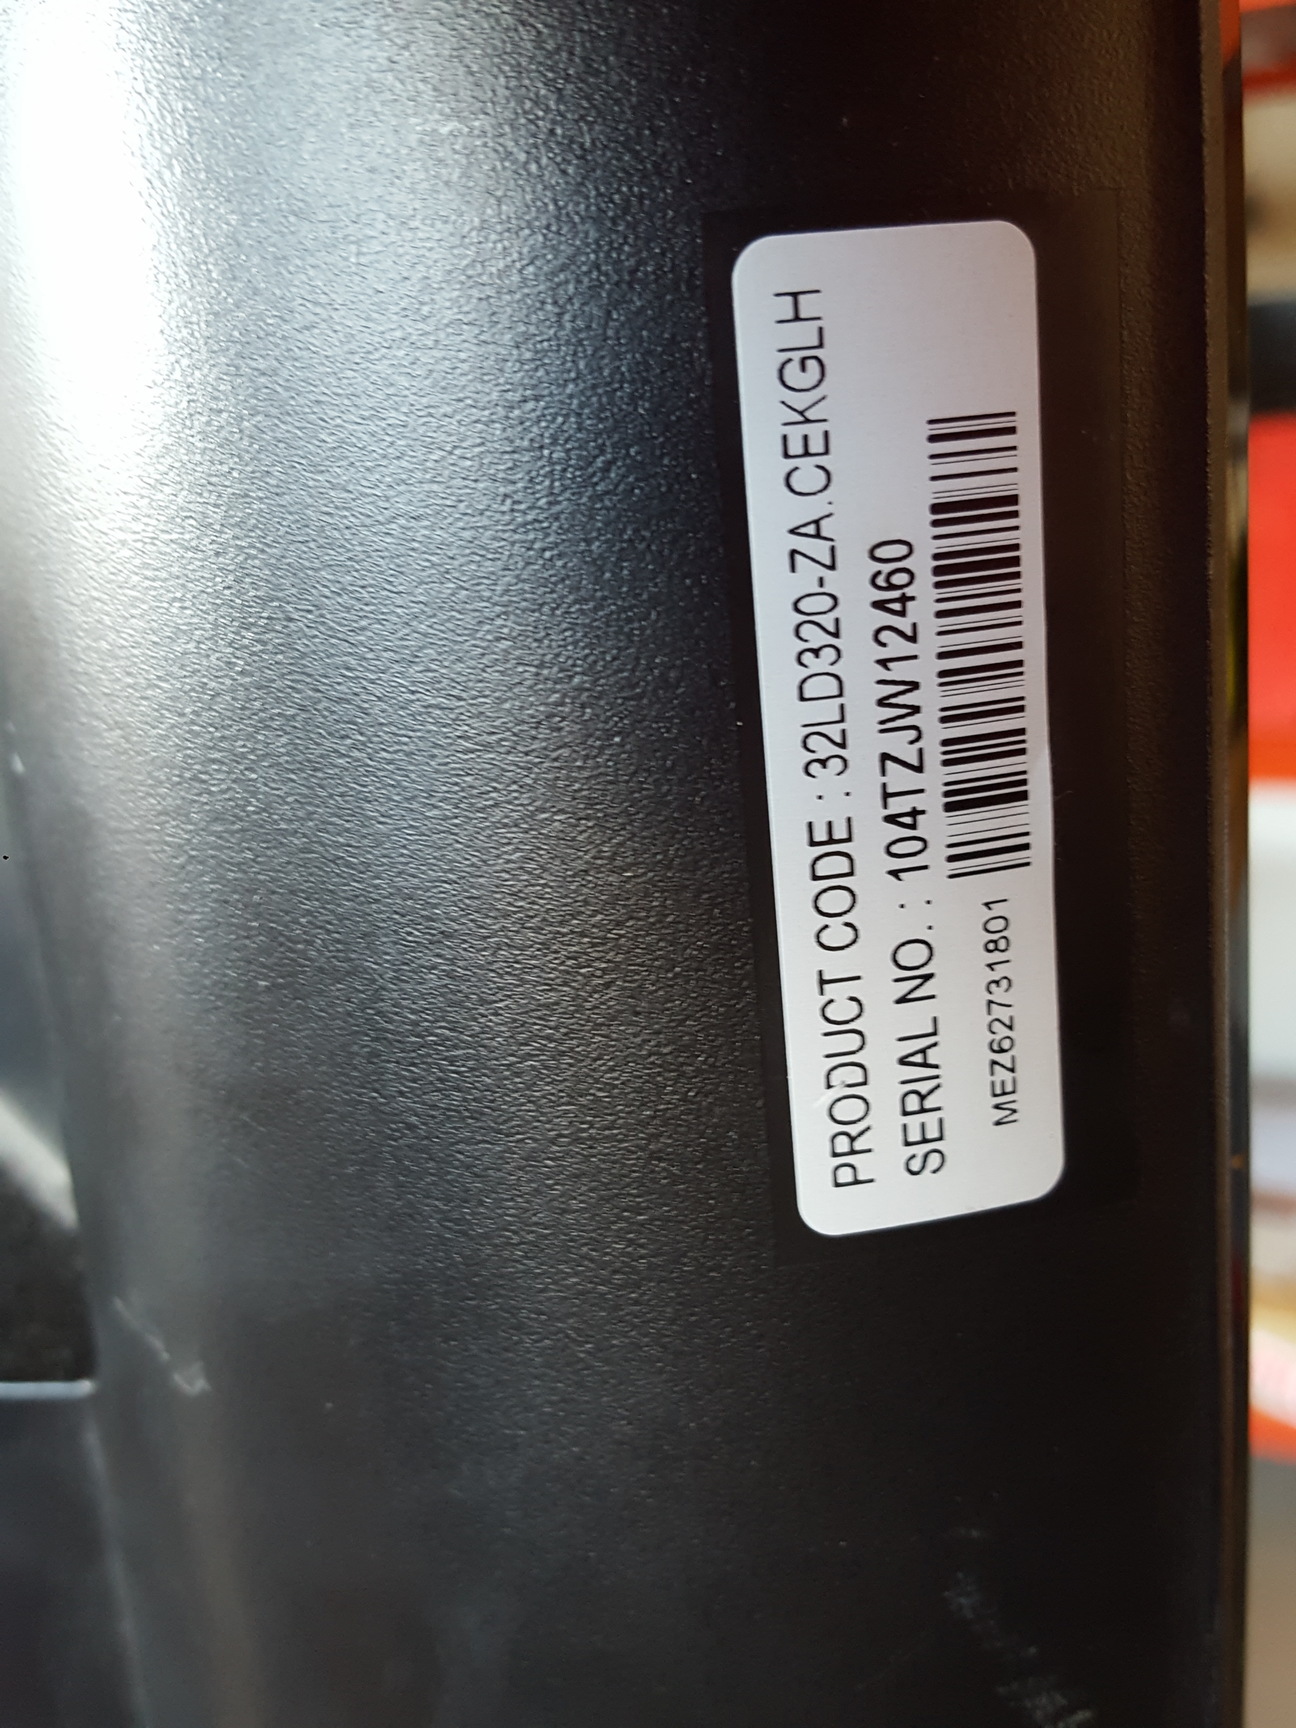 PRODUCT CODE : 32LD320-ZA.CEKGLH
SERIAL NO. : 104TZJW12460
MEZ62731801